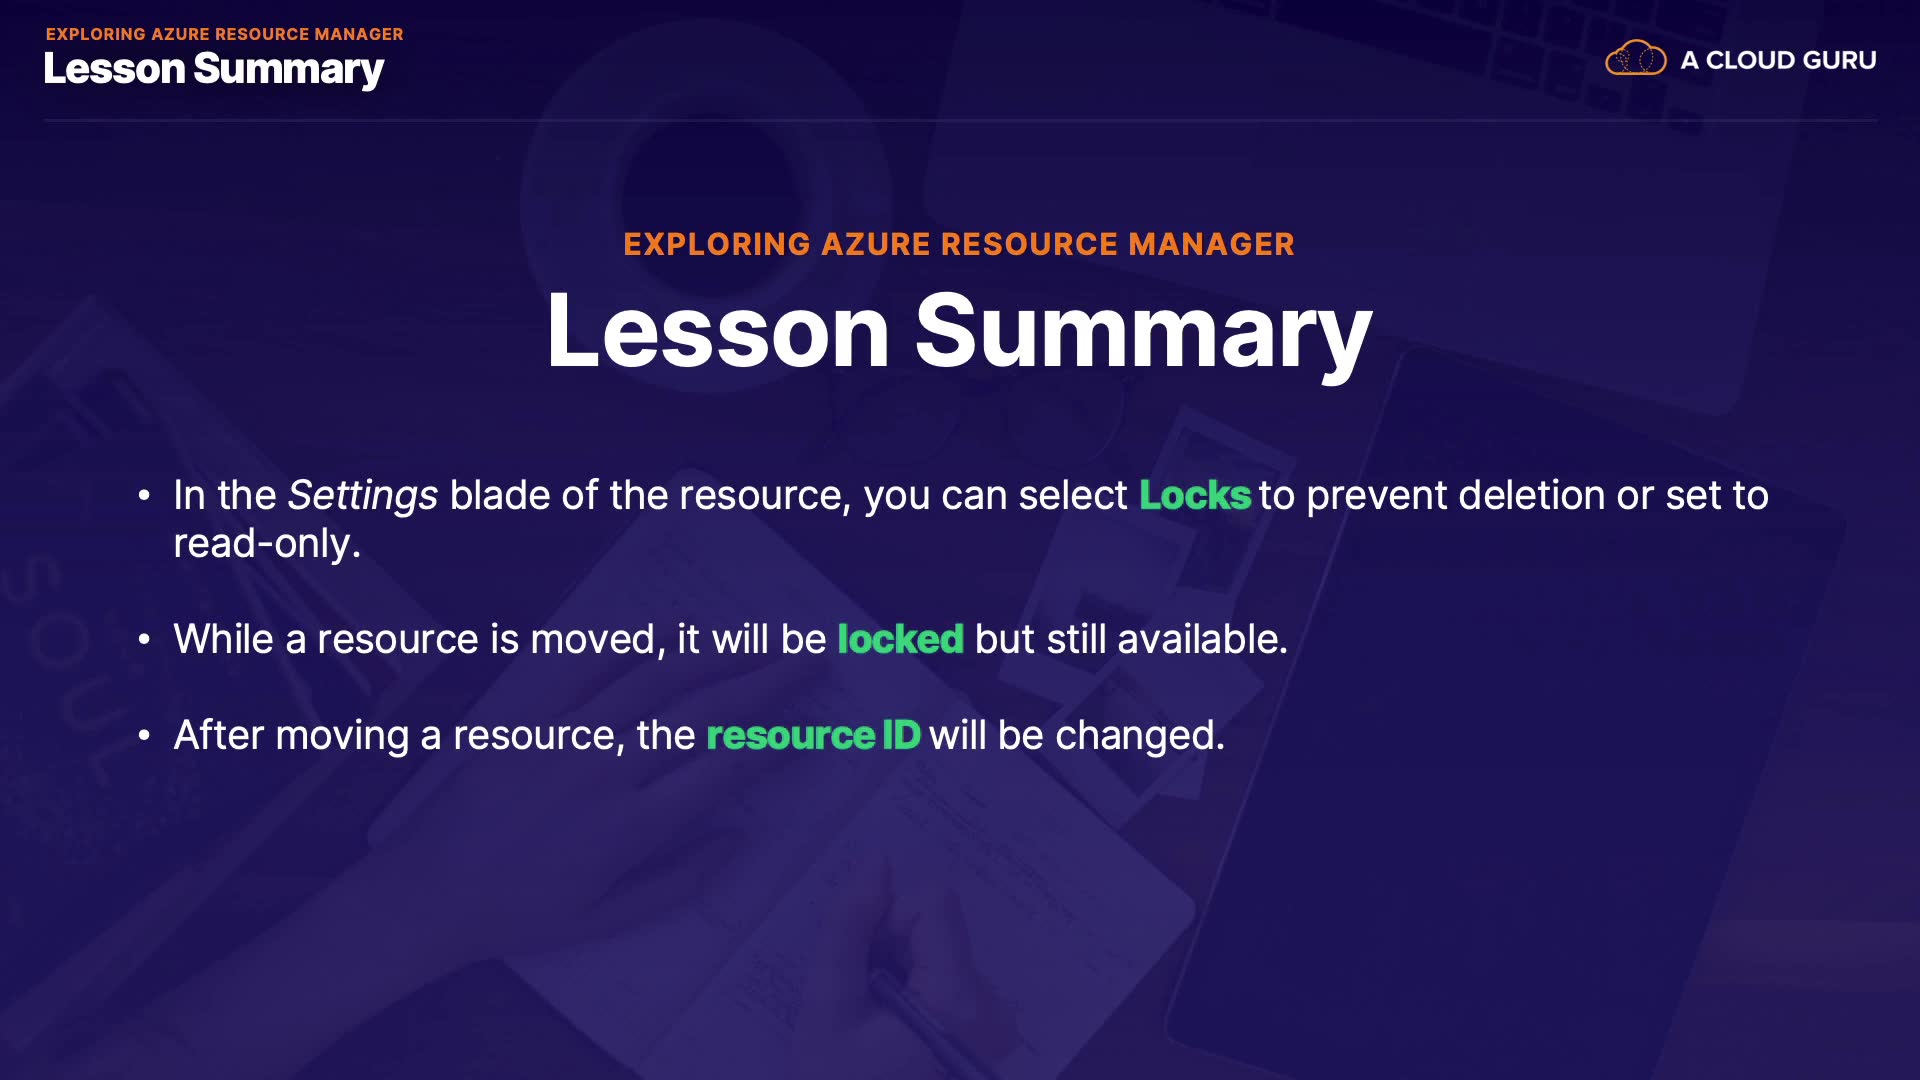 EXPLORING AZURE RESOURCE MANAGER
Lesson Summary
A CLOUD GURU
EXPLORING AZURE RESOURCE MANAGER
Lesson Summary
• In the Settings blade of the resource, you can select Locks to prevent deletion or set to
read-only.
• While a resource is moved, it will be locked but still available.
• After moving a resource, the resource ID will be changed.
SOUL